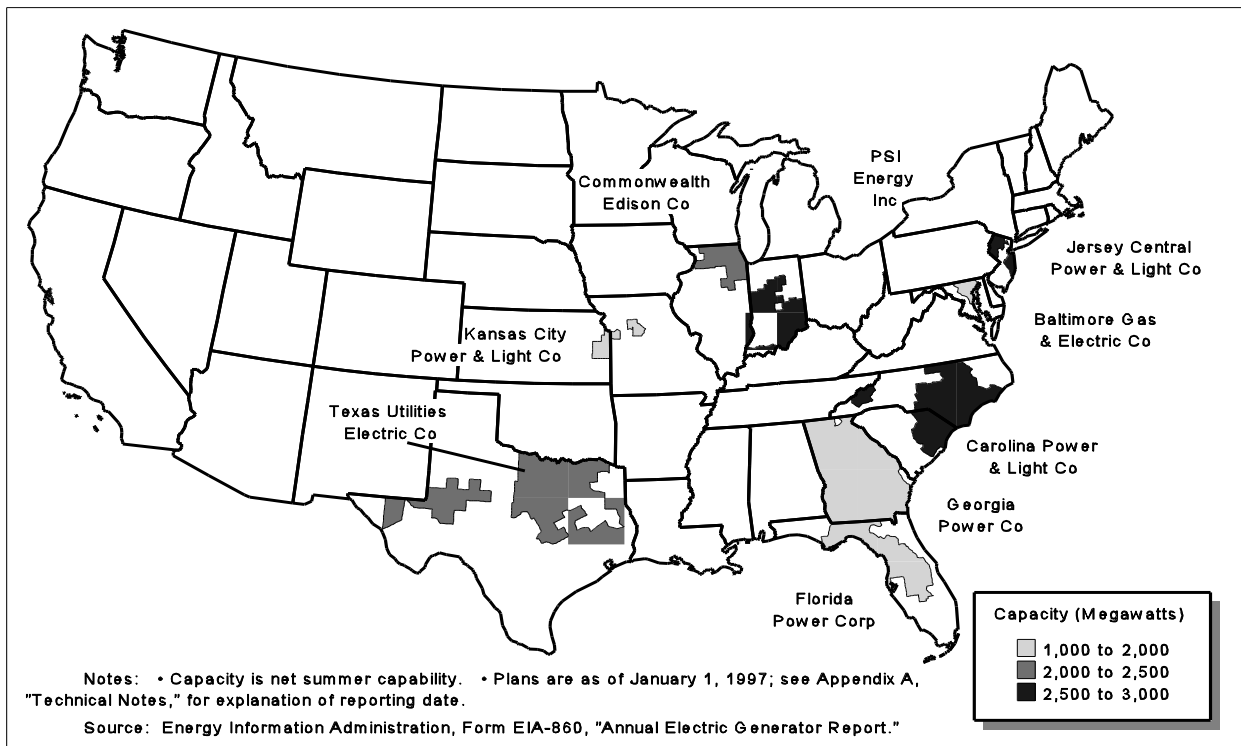 PSI
Energy
Inc
Commonwealth
Edison Co
Jersey Central
Power & Light Co
Baltimore Gas
& Electric Co
Kansas City
Power & Light Co
Texas Utilities
Electric Co
Carolina Power
& Light Co
Georgia
Power Co
Florida
Power Corp
Capacity (Megawatts)
1,000 to 2,000
2,000 to 2,500
2,500 to 3,000
Notes: • Capacity is net summer capability. • Plans are as of January 1, 1997; see Appendix A,
"Technical Notes," for explanation of reporting date.
Source: Energy Information Administration, Form EIA-860, "Annual Electric Generator Report."